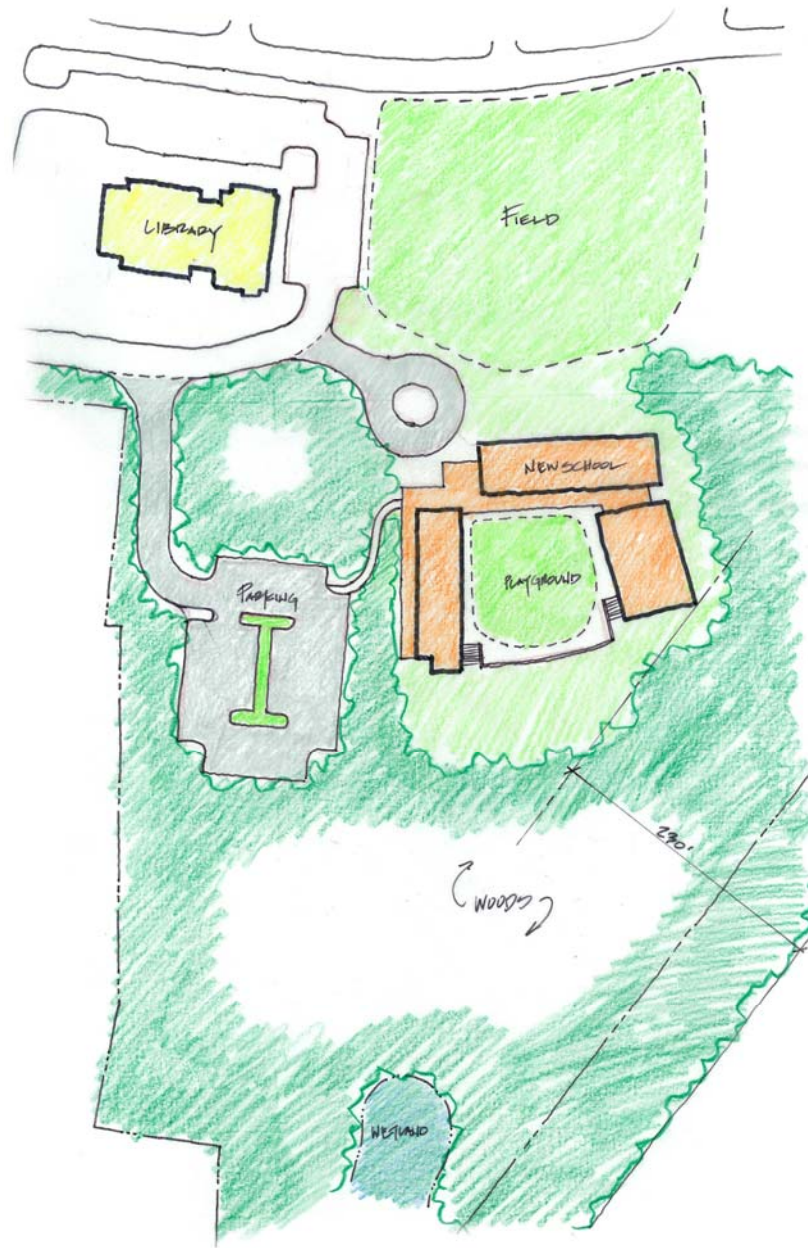 LIBRARY
FIELD
NEW SCHOOL
PLAYGROUND
PARKING
230'
WOODS
WETLAND